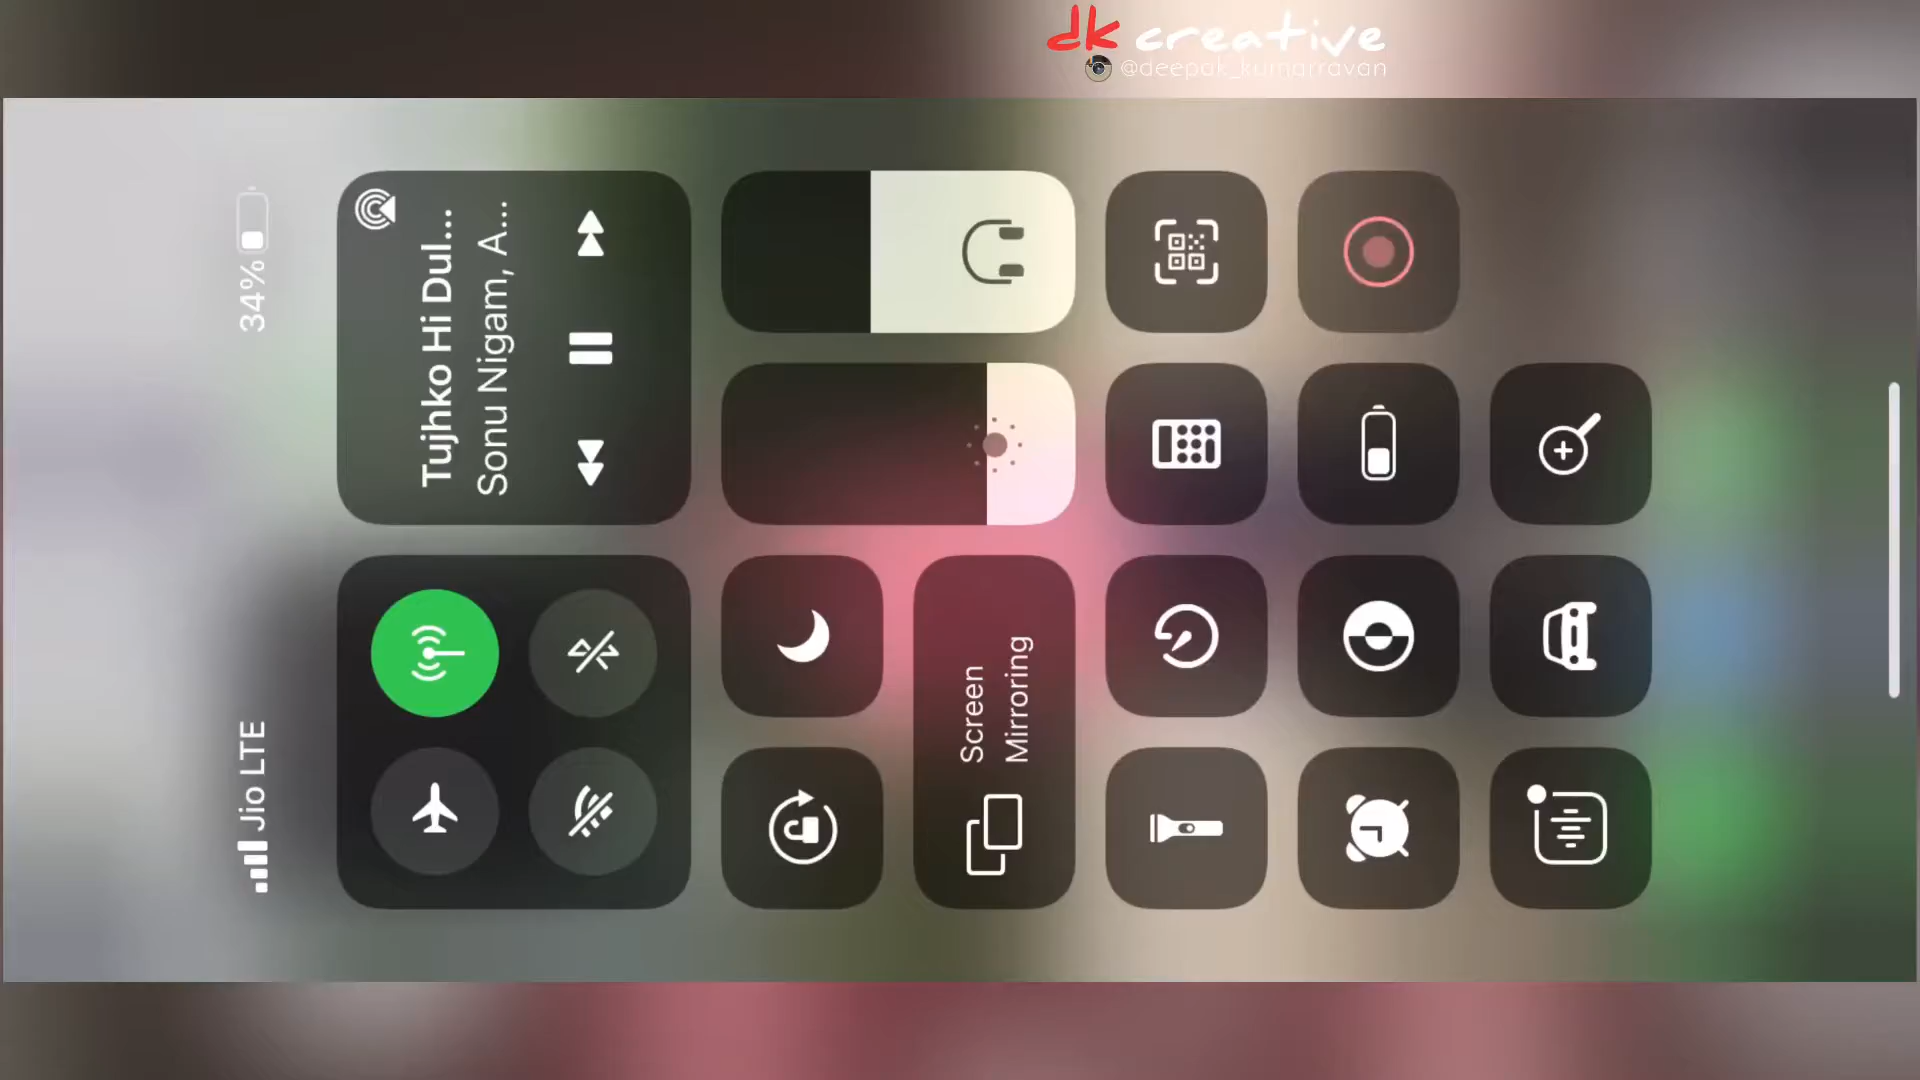 dk creative
@deepak_kumarravan
Jio LTE
34%
Tujhko Hi Dul...
Sonu Nigam, A...
Screen
Mirroring